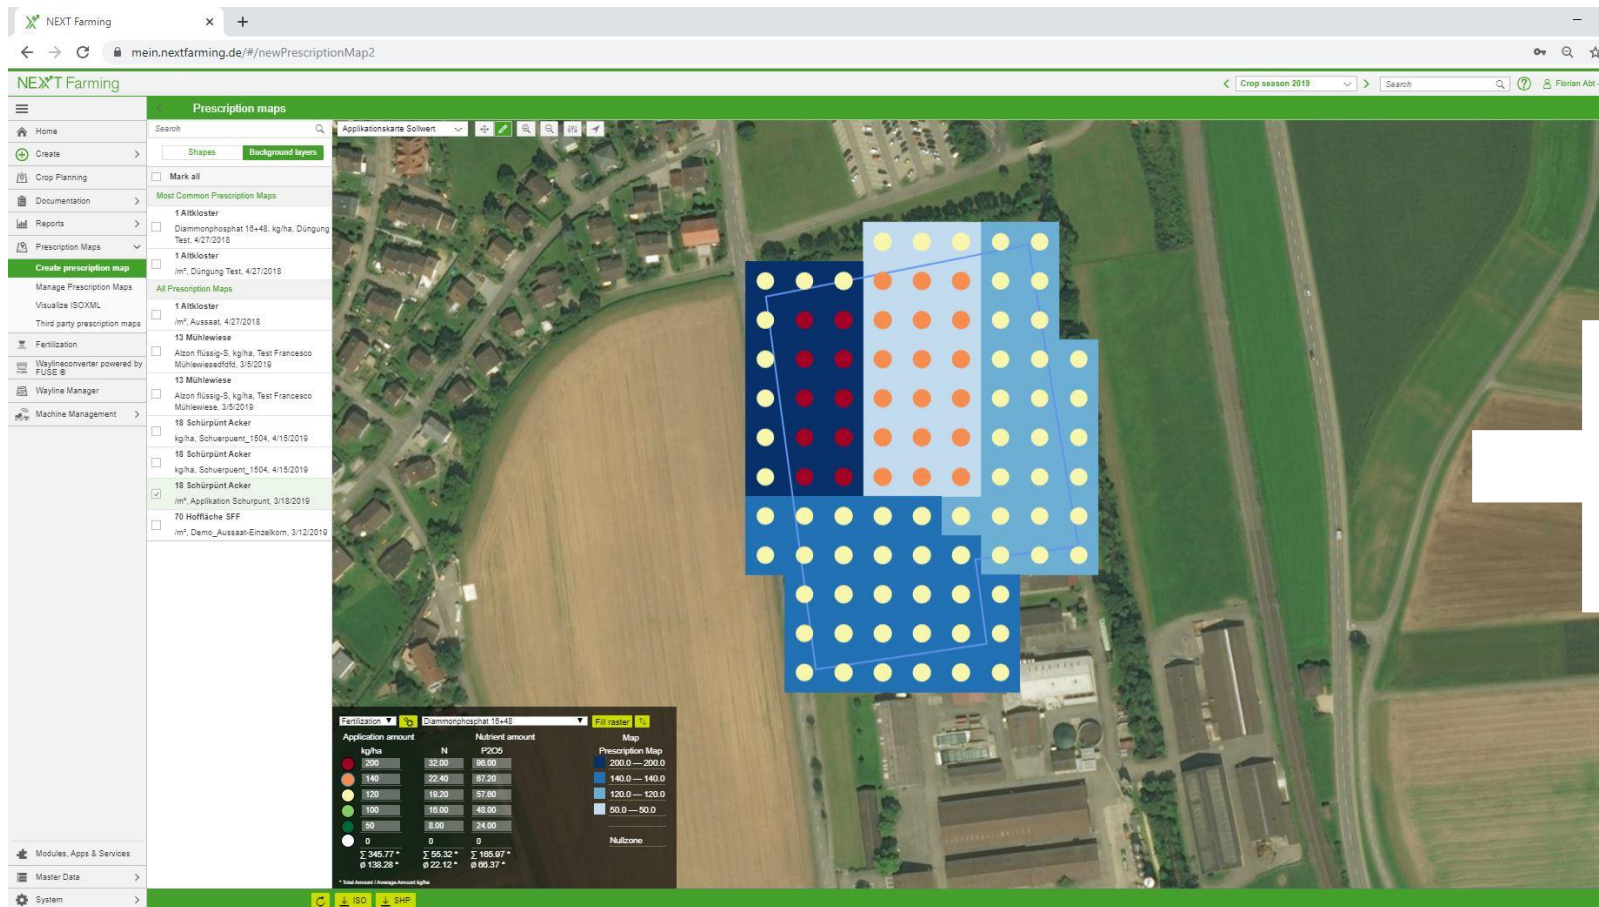 NEXT Farming
mein.nextfarming.de/#/newPrescriptionMap2
NEXT Farming
Crop season 2019
Search
Florian Abt -
Prescription maps
Home
Create
Crop Planning
Documentation
Reports
Prescription Maps
Create prescription map
Manage Prescription Maps
Visualize ISOXML
Third party prescription maps
Fertilization
Waylineconverter powered by
FUSE ®
Wayline Manager
Machine Management
Modules, Apps & Services
Master Data
System
Search
Shapes
Background layers
Mark all
Most Common Prescription Maps
1 Altkloster
Diammonphosphat 16+48, kg/ha, Düngung
Test, 4/27/2018
1 Altkloster
/m², Düngung Test, 4/27/2018
All Prescription Maps
1 Altkloster
/m², Aussaat, 4/27/2018
13 Mühlewiese
Alzon flüssig-S, kg/ha, Test Francesco
Mühlewiesedfdfd, 3/5/2019
13 Mühlewiese
Alzon flüssig-S, kg/ha, Test Francesco
Mühlewiese, 3/5/2019
18 Schürpünt Acker
kg/ha, Schuerpuent_1504, 4/15/2019
18 Schürpünt Acker
kg/ha, Schuerpuent_1504, 4/15/2019
18 Schürpünt Acker
/m², Applikation Schurpunt, 3/18/2019
70 Hoffläche SFF
/m², Demo_Aussaat-Einzelkorn, 3/12/2019
Applikationskarte Sollwert
Fertilization
Diammonphosphat 16+48
Fill raster
Application amount Nutrient amount Map
kg/ha N P2O5 Prescription Map
200 32.00 96.00 200.0 — 200.0
140 22.40 67.20 140.0 — 140.0
120 19.20 57.60 120.0 — 120.0
100 16.00 48.00 50.0 — 50.0
50 8.00 24.00
0 0 0 Nullzone
∑ 345.77 * ∑ 55.32 * ∑ 165.97 *
ø 138.28 * ø 22.12 * ø 66.37 *
* Total Amount / Average Amount kg/ha
ISO
SHP